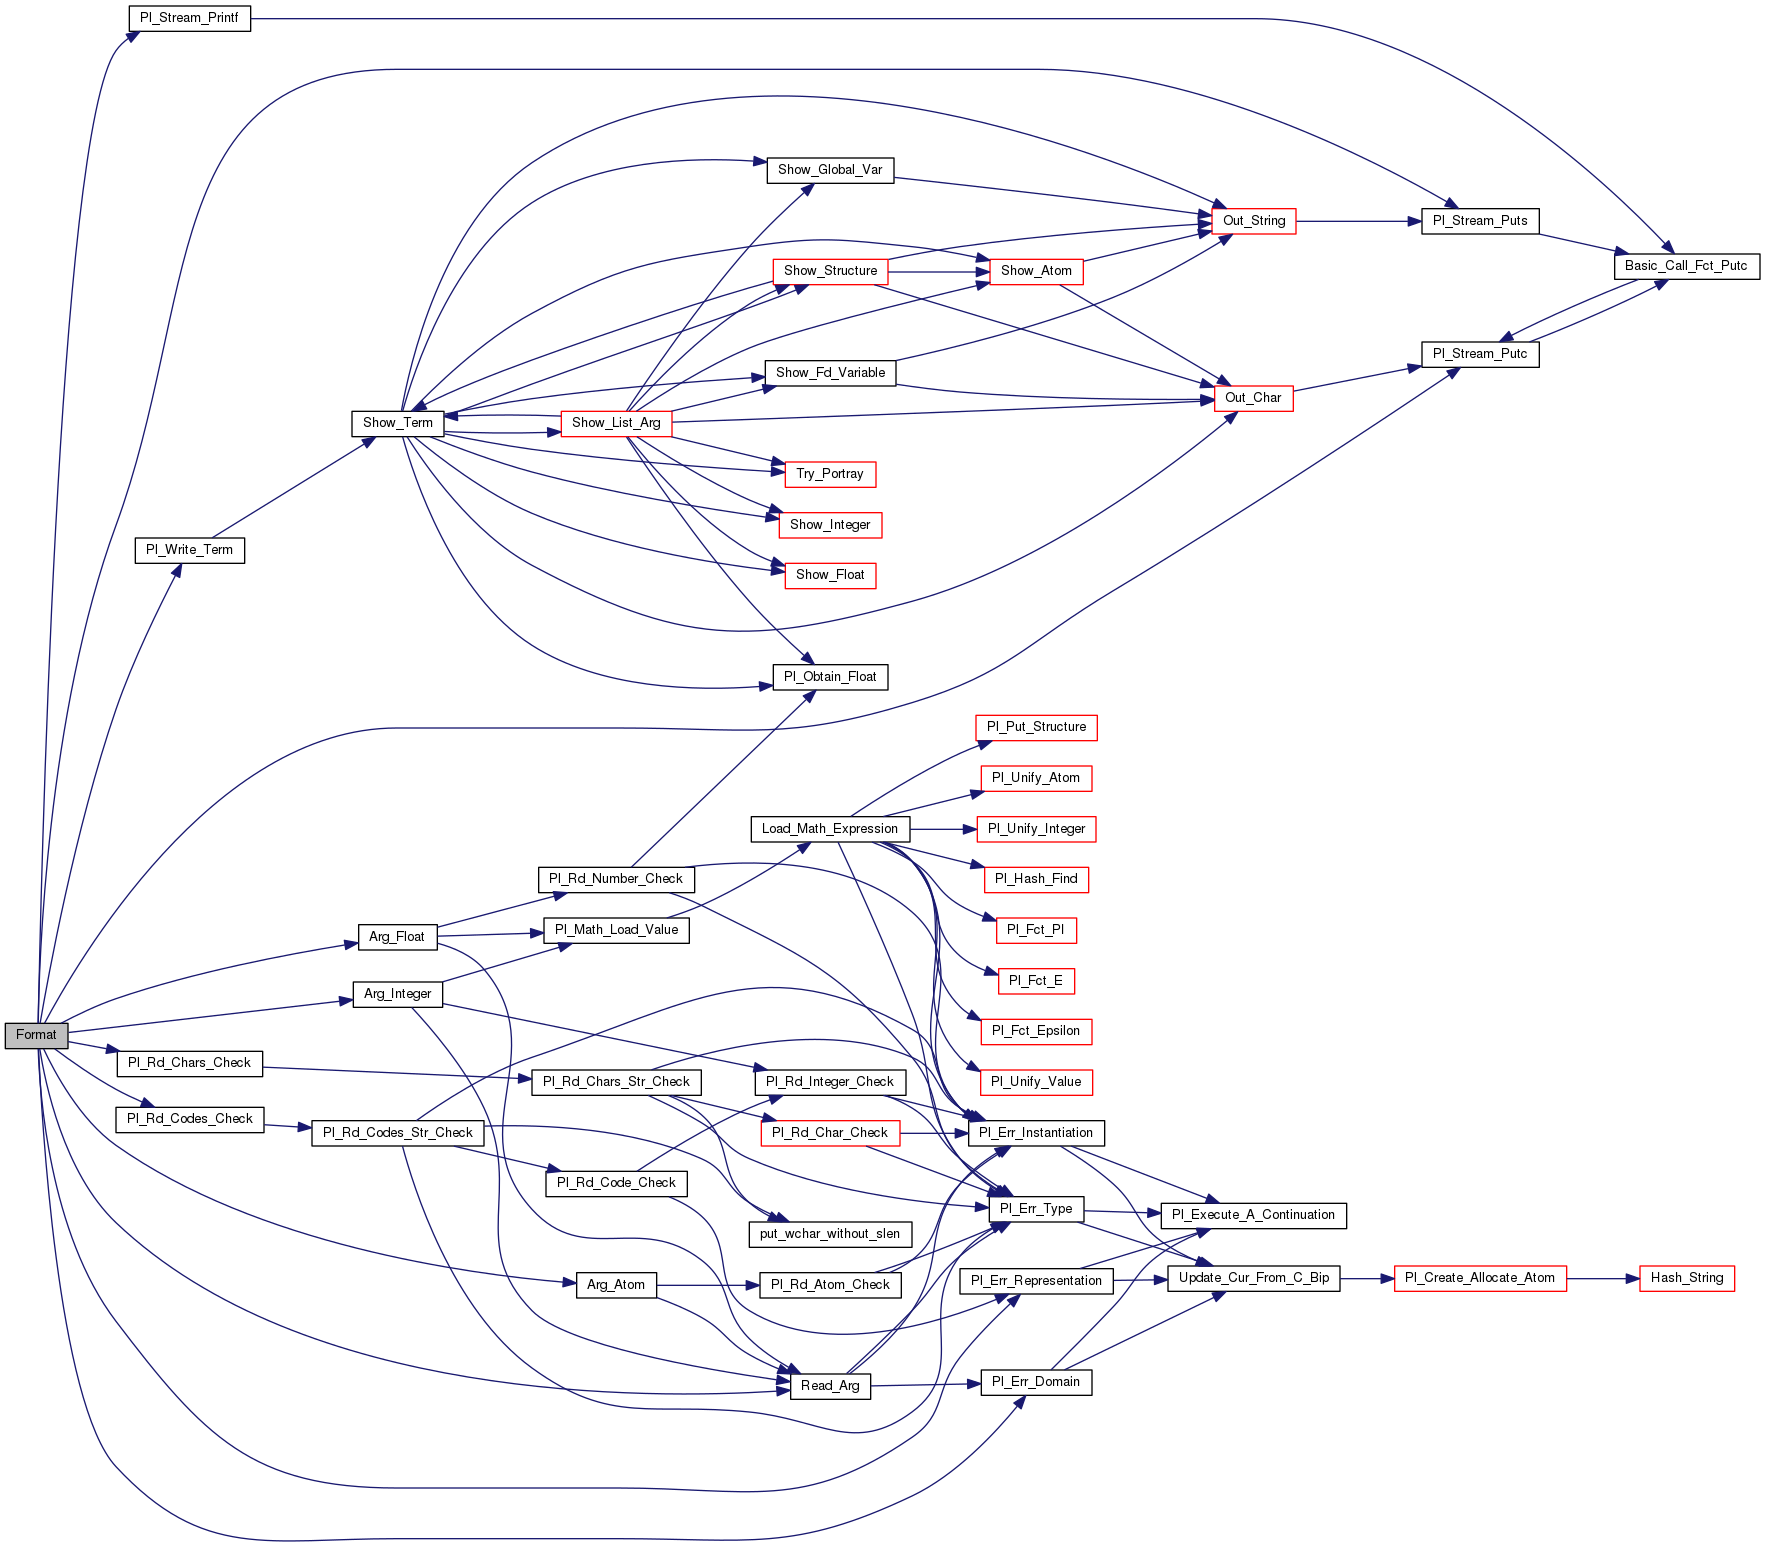 Pl_Stream_Printf
Show_Global_Var
Out_String
Pl_Stream_Puts
Show_Structure
Show_Atom
Basic_Call_Fct_Putc
Pl_Stream_Putc
Show_Fd_Variable
Out_Char
Show_Term
Show_List_Arg
Try_Portray
Show_Integer
Pl_Write_Term
Show_Float
Pl_Obtain_Float
Pl_Put_Structure
Pl_Unify_Atom
Load_Math_Expression
Pl_Unify_Integer
Pl_Rd_Number_Check
Pl_Hash_Find
Arg_Float
Pl_Math_Load_Value
Pl_Fct_PI
Arg_Integer
Pl_Fct_E
Format
Pl_Fct_Epsilon
Pl_Rd_Chars_Check
Pl_Rd_Chars_Str_Check
Pl_Rd_Integer_Check
Pl_Unify_Value
Pl_Rd_Codes_Check
Pl_Rd_Codes_Str_Check
Pl_Rd_Char_Check
Pl_Err_Instantiation
Pl_Rd_Code_Check
Pl_Err_Type
Pl_Execute_A_Continuation
put_wchar_without_slen
Arg_Atom
Pl_Rd_Atom_Check
Pl_Err_Representation
Update_Cur_From_C_Bip
Pl_Create_Allocate_Atom
Hash_String
Read_Arg
Pl_Err_Domain